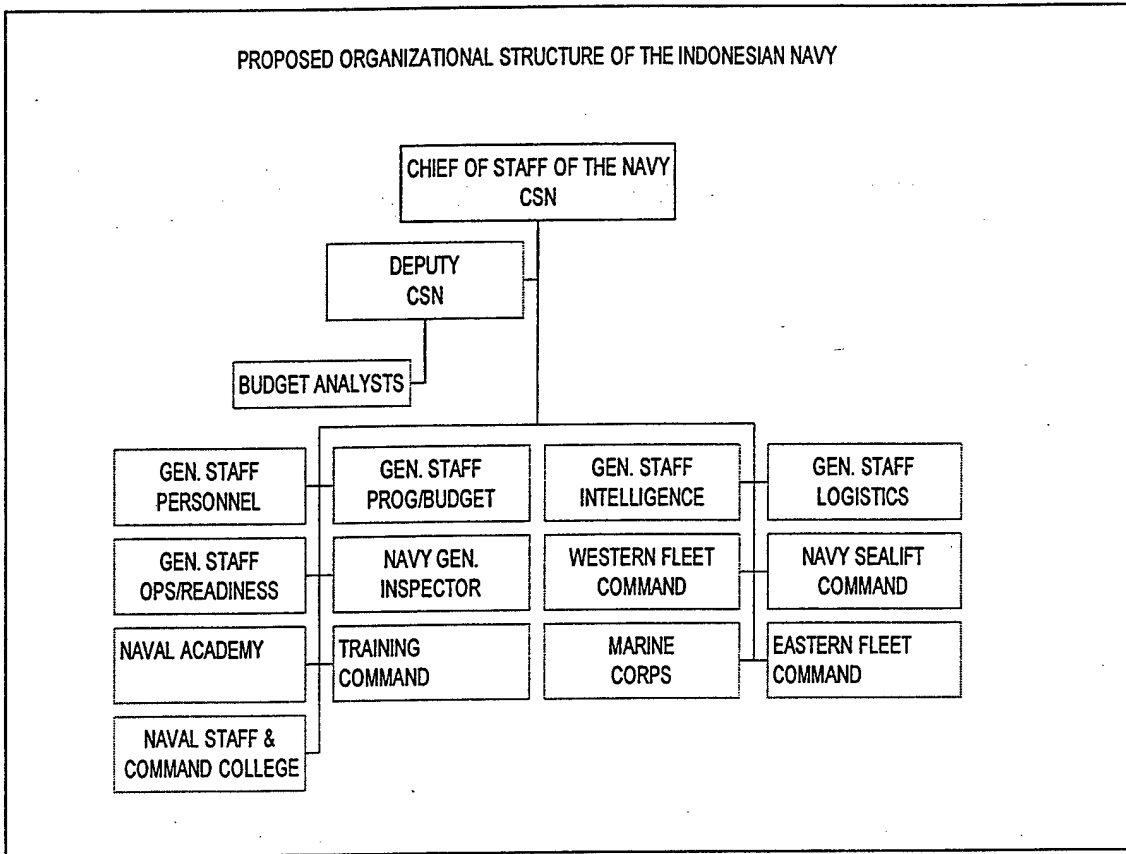 PROPOSED ORGANIZATIONAL STRUCTURE OF THE INDONESIAN NAVY
CHIEF OF STAFF OF THE NAVY
CSN
DEPUTY
CSN
BUDGET ANALYSTS
GEN. STAFF
PERSONNEL
GEN. STAFF
PROG/BUDGET
GEN. STAFF
INTELLIGENCE
GEN. STAFF
LOGISTICS
GEN. STAFF
OPS/READINESS
NAVY GEN.
INSPECTOR
WESTERN FLEET
COMMAND
NAVY SEALIFT
COMMAND
NAVAL ACADEMY
TRAINING
COMMAND
MARINE
CORPS
EASTERN FLEET
COMMAND
NAVAL STAFF &
COMMAND COLLEGE